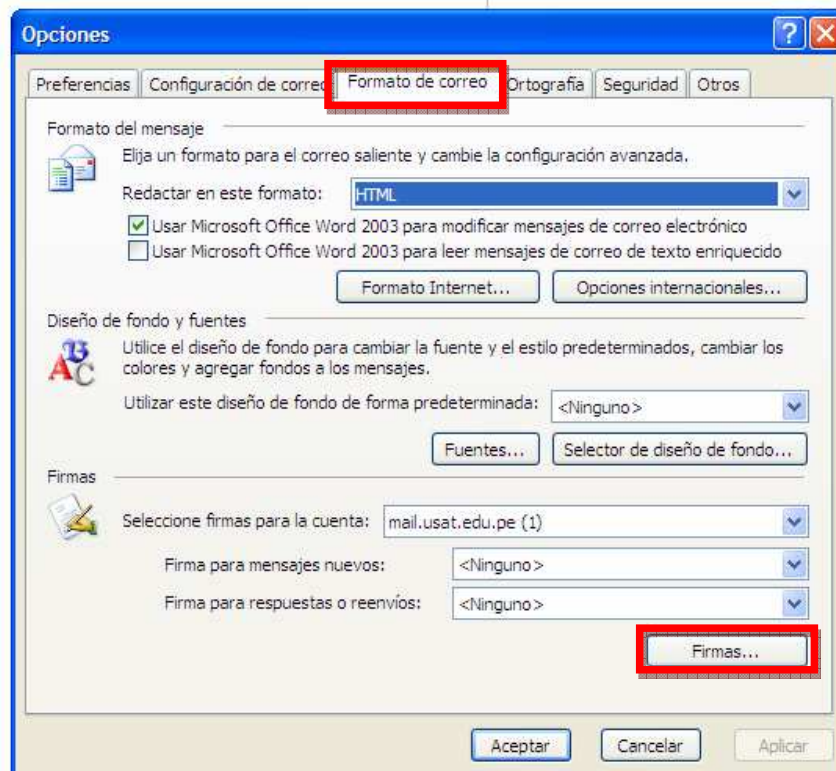 Opciones
Preferencias Configuración de correo Formato de correo Ortografía Seguridad Otros
Formato del mensaje
Elija un formato para el correo saliente y cambie la configuración avanzada.
Redactar en este formato: HTML
Usar Microsoft Office Word 2003 para modificar mensajes de correo electrónico
Usar Microsoft Office Word 2003 para leer mensajes de correo de texto enriquecido
Formato Internet... Opciones internacionales...
Diseño de fondo y fuentes
Utilice el diseño de fondo para cambiar la fuente y el estilo predeterminados, cambiar los
colores y agregar fondos a los mensajes.
Utilizar este diseño de fondo de forma predeterminada: <Ninguno>
Fuentes... Selector de diseño de fondo...
Firmas
Seleccione firmas para la cuenta: mail.usat.edu.pe (1)
Firma para mensajes nuevos: <Ninguno>
Firma para respuestas o reenvíos: <Ninguno>
Firmas...
Aceptar Cancelar Aplicar